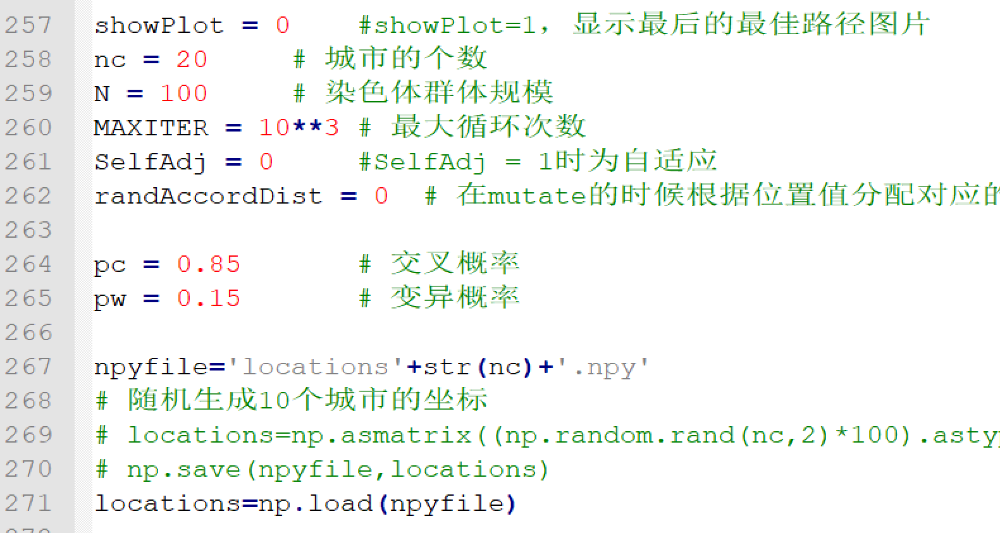 257 showPlot = 0 #showPlot=1，显示最后的最佳路径图片
258 nc = 20 # 城市的个数
259 N = 100 # 染色体群体规模
260 MAXITER = 10**3 # 最大循环次数
261 SelfAdj = 0 #SelfAdj = 1时为自适应
262 randAccordDist = 0 # 在mutate的时候根据位置值分配对应的
263
264 pc = 0.85 # 交叉概率
265 pw = 0.15 # 变异概率
266
267 npyfile='locations'+str(nc)+'.npy'
268 # 随机生成10个城市的坐标
269 # locations=np.asmatrix((np.random.rand(nc,2)*100).asty
270 # np.save(npyfile,locations)
271 locations=np.load(npyfile)